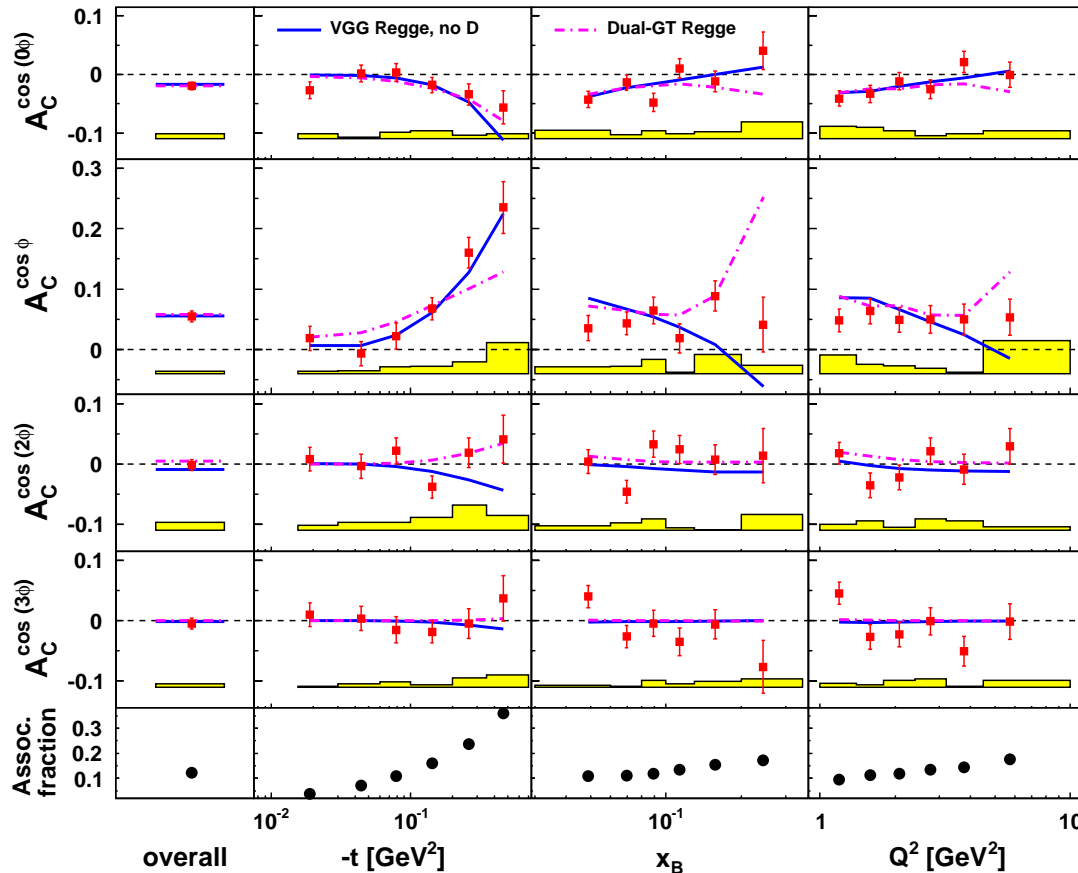 VGG Regge, no D
Dual-GT Regge
A_C^cos (0ϕ)
0.1
0
-0.1
A_C^cos ϕ
0.3
0.2
0.1
0
A_C^cos (2ϕ)
0.1
0
-0.1
A_C^cos (3ϕ)
0.1
0
-0.1
Assoc.
fraction
0.3
0.2
0.1
10^-2 10^-1 10^-1 1 10
overall -t [GeV^2] x_B Q^2 [GeV^2]